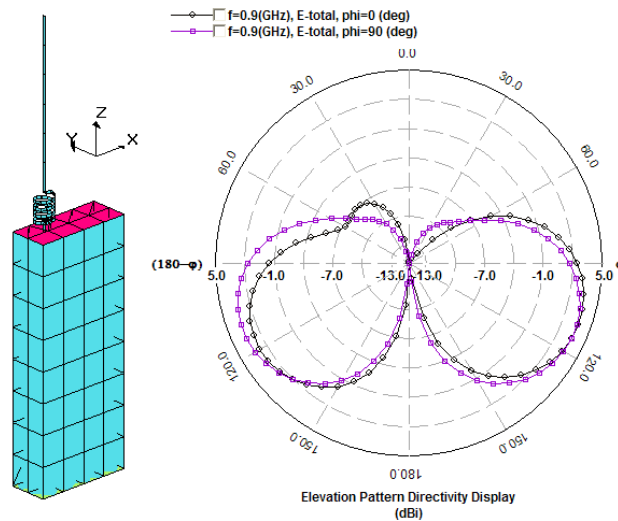 f=0.9(GHz), E-total, phi=0 (deg)
f=0.9(GHz), E-total, phi=90 (deg)
0.0
30.0
30.0
60.0
60.0
Z
Y
X
(180-φ)
5.0
-1.0
-7.0
-13.0
-13.0
-7.0
-1.0
5.0
120.0
120.0
150.0
150.0
180.0
Elevation Pattern Directivity Display
(dBi)